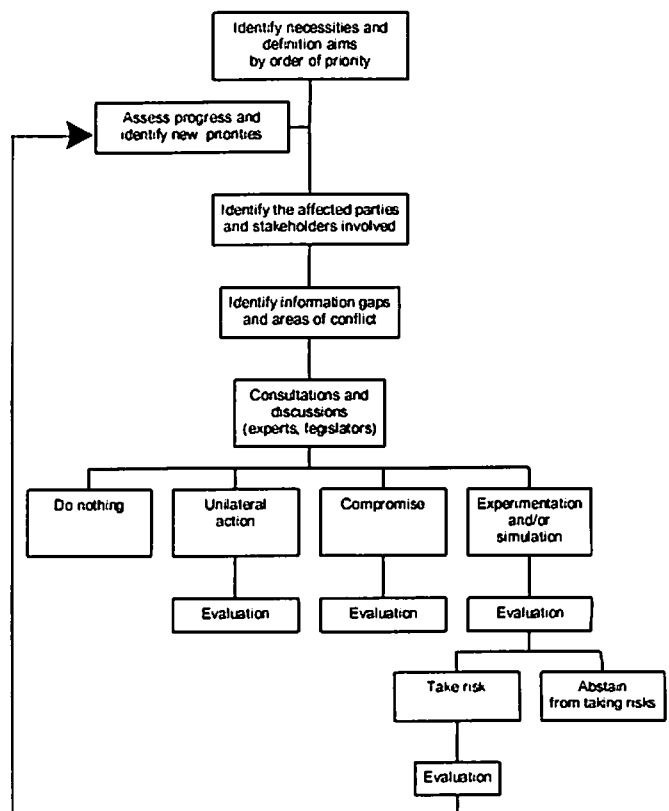 Identify necessities and
definition aims
by order of priority
Assess progress and
identify new priorities
Identify the affected parties
and stakeholders involved
Identify information gaps
and areas of conflict
Consultations and
discussions
(experts, legislators)
Do nothing
Unilateral
action
Compromise
Experimentation
and/or
simulation
Evaluation
Evaluation
Evaluation
Take risk
Abstain
from taking risks
Evaluation